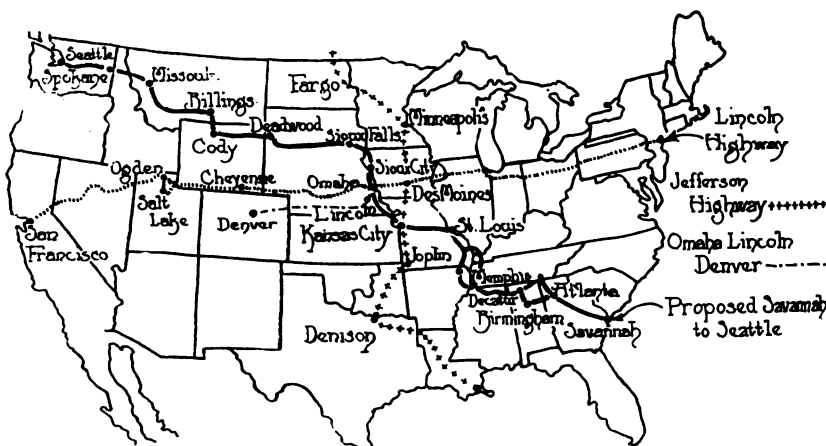 Seattle
Spokane
Missoul
Billings
Cody
Deadwood
Fargo
Minneapolis
Sioux Falls
Sioux City
Lincoln
Highway
Ogden
Salt
Lake
Cheyenne
Omaha
Des Moines
Jefferson
Highway
San
Francisco
Denver
Lincoln
Kansas City
St. Louis
Omaha Lincoln
Denver
Joplin
Memphis
Decatur
Birmingham
Atlanta
Denison
Savannah
Proposed Savannah
to Seattle